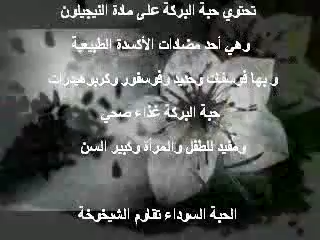 تحتوي حبة البركة على مادة النيجيلون
وهي أحد مضادات الأكسدة الطبيعية
وبها فوسفات وحديد وفوسفور وكربوهيدرات
حبة البركة غذاء صحي
ومفيد للطفل والمرأة وكبير السن
الحبة السوداء تقاوم الشيخوخة